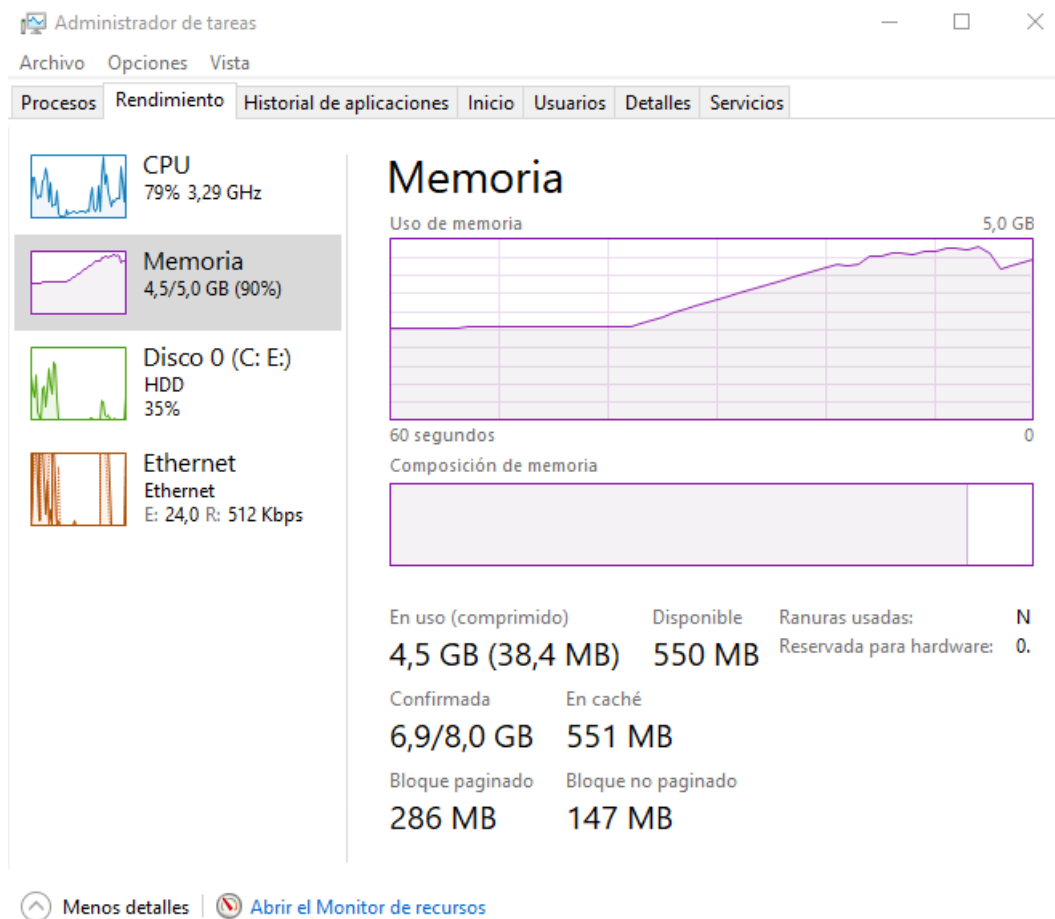 Administrador de tareas
Archivo Opciones Vista
Procesos Rendimiento Historial de aplicaciones Inicio Usuarios Detalles Servicios
CPU
79% 3,29 GHz
Memoria
4,5/5,0 GB (90%)
Disco 0 (C: E:)
HDD
35%
Ethernet
Ethernet
E: 24,0 R: 512 Kbps
Memoria
Uso de memoria 5,0 GB
60 segundos 0
Composición de memoria
En uso (comprimido) Disponible
4,5 GB (38,4 MB) 550 MB
Confirmada En caché
6,9/8,0 GB 551 MB
Bloque paginado Bloque no paginado
286 MB 147 MB
Ranuras usadas: N
Reservada para hardware: 0.
Menos detalles Abrir el Monitor de recursos